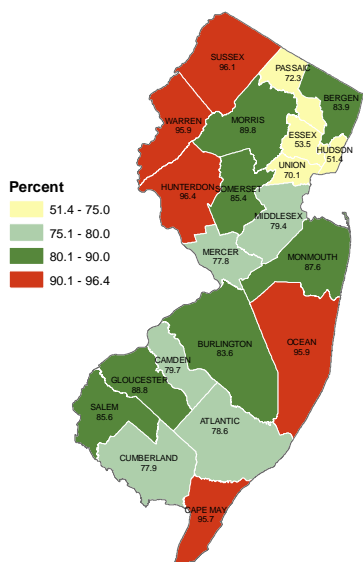 SUSSEX
96.1
PASSAIC
72.3
BERGEN
83.9
WARREN
95.9
MORRIS
89.8
ESSEX
53.5
HUDSON
51.4
UNION
70.1
HUNTERDON
96.4
SOMERSET
85.4
MIDDLESEX
79.4
MERCER
77.8
MONMOUTH
87.6
Percent
51.4 - 75.0
75.1 - 80.0
80.1 - 90.0
90.1 - 96.4
OCEAN
95.9
BURLINGTON
83.6
CAMDEN
79.7
GLOUCESTER
88.8
SALEM
85.6
ATLANTIC
78.6
CUMBERLAND
77.9
CAPE MAY
95.7